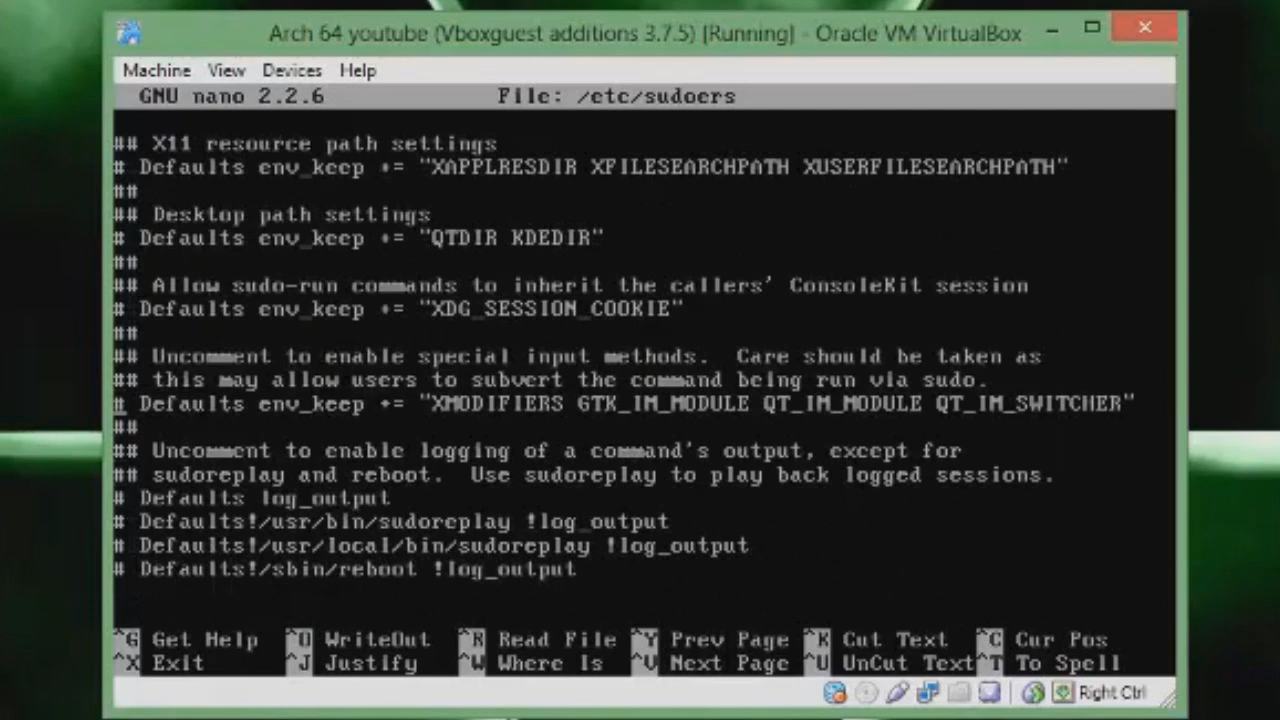 Arch 64 youtube (Vboxguest additions 3.7.5) [Running] - Oracle VM VirtualBox
Machine View Devices Help
GNU nano 2.2.6 File: /etc/sudoers
## X11 resource path settings
# Defaults env_keep += "XAPPLRESDIR XFILESEARCHPATH XUSERFILESEARCHPATH"
##
## Desktop path settings
# Defaults env_keep += "QTDIR KDEDIR"
##
## Allow sudo-run commands to inherit the callers' ConsoleKit session
# Defaults env_keep += "XDG_SESSION_COOKIE"
##
## Uncomment to enable special input methods.  Care should be taken as
## this may allow users to subvert the command being run via sudo.
# Defaults env_keep += "XMODIFIERS GTK_IM_MODULE QT_IM_MODULE QT_IM_SWITCHER"
##
## Uncomment to enable logging of a command's output, except for
## sudoreplay and reboot.  Use sudoreplay to play back logged sessions.
# Defaults log_output
# Defaults!/usr/bin/sudoreplay !log_output
# Defaults!/usr/local/bin/sudoreplay !log_output
# Defaults!/sbin/reboot !log_output
^G Get Help ^O WriteOut ^R Read File ^Y Prev Page ^K Cut Text ^C Cur Pos
^X Exit ^J Justify ^W Where Is ^V Next Page ^U UnCut Text ^T To Spell
Right Ctrl